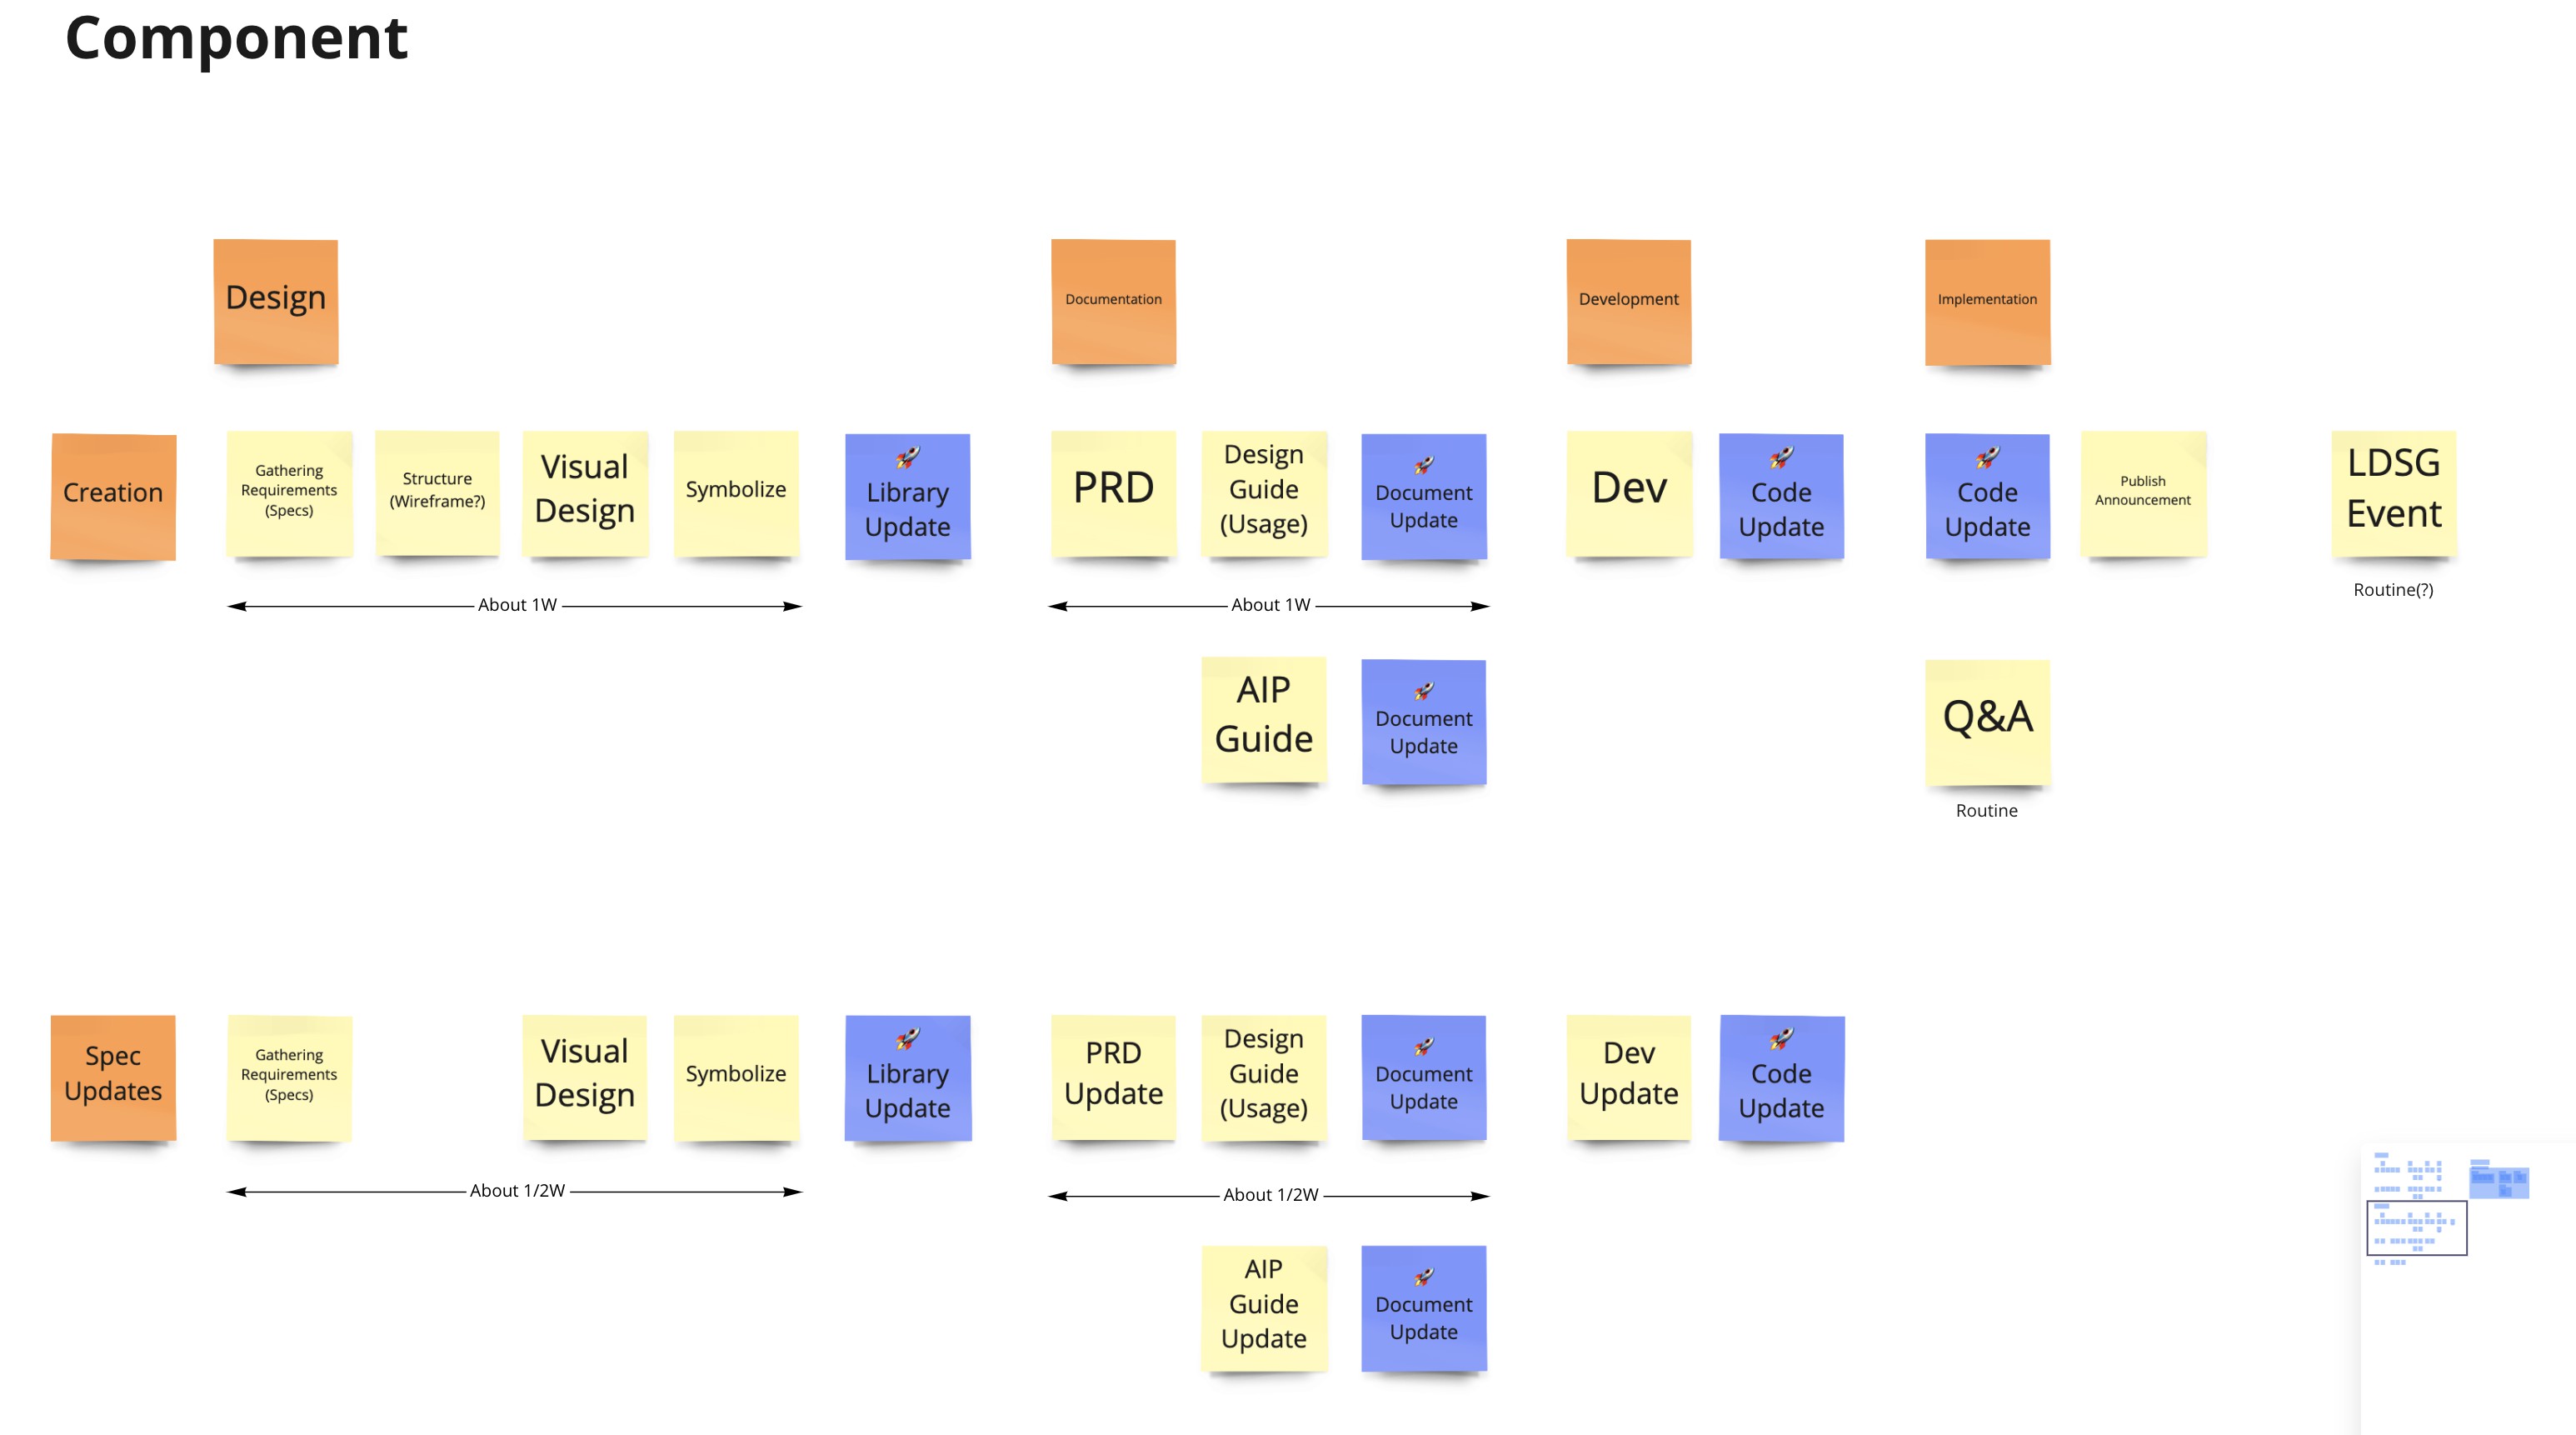 Component
Design
Documentation
Development
Implementation
Creation
Gathering
Requirements
(Specs)
Structure
(Wireframe?)
Visual
Design
Symbolize
🚀
Library
Update
PRD
Design
Guide
(Usage)
🚀
Document
Update
Dev
🚀
Code
Update
🚀
Code
Update
Publish
Announcement
LDSG
Event
About 1W
About 1W
Routine(?)
AIP
Guide
🚀
Document
Update
Q&A
Routine
Spec
Updates
Gathering
Requirements
(Specs)
Visual
Design
Symbolize
🚀
Library
Update
PRD
Update
Design
Guide
(Usage)
🚀
Document
Update
Dev
Update
🚀
Code
Update
About 1/2W
About 1/2W
AIP
Guide
Update
🚀
Document
Update